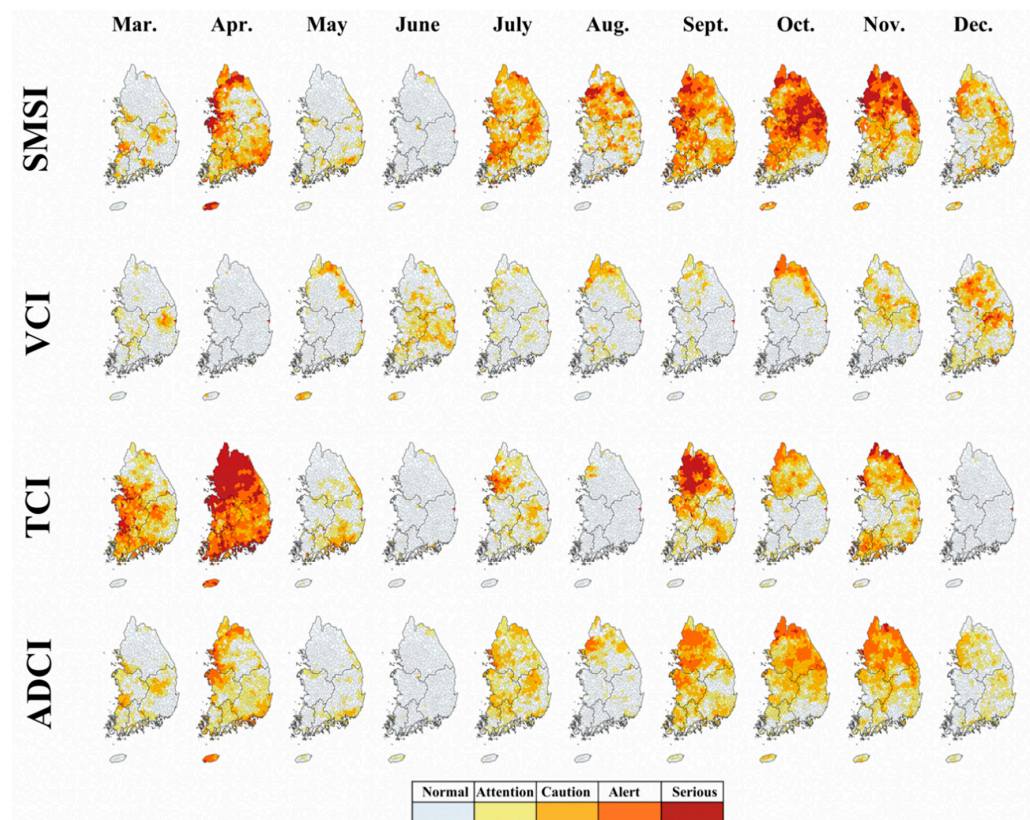 Mar. Apr. May June July Aug. Sept. Oct. Nov. Dec.
SMSI
VCI
TCI
ADCI
Normal Attention Caution Alert Serious